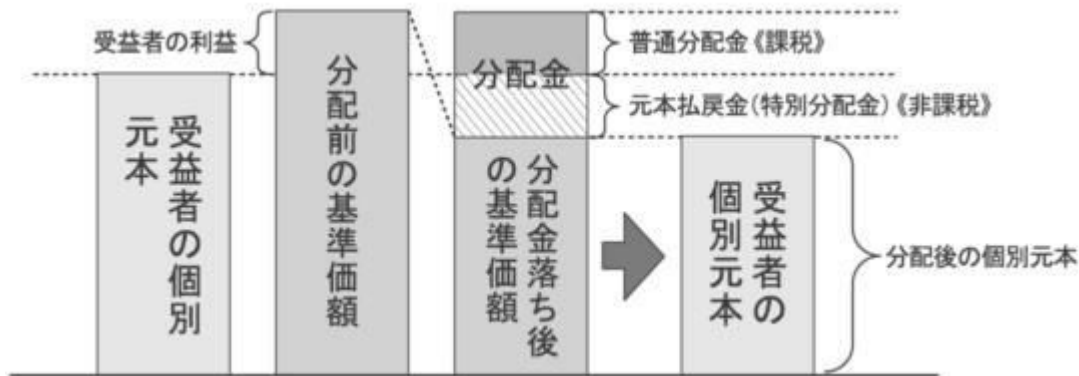 受益者の利益
受益者の個別
元本
分配前の基準価額
分配金
分配金落ち後
の基準価額
普通分配金《課税》
元本払戻金(特別分配金)《非課税》
受益者の
個別元本
分配後の個別元本